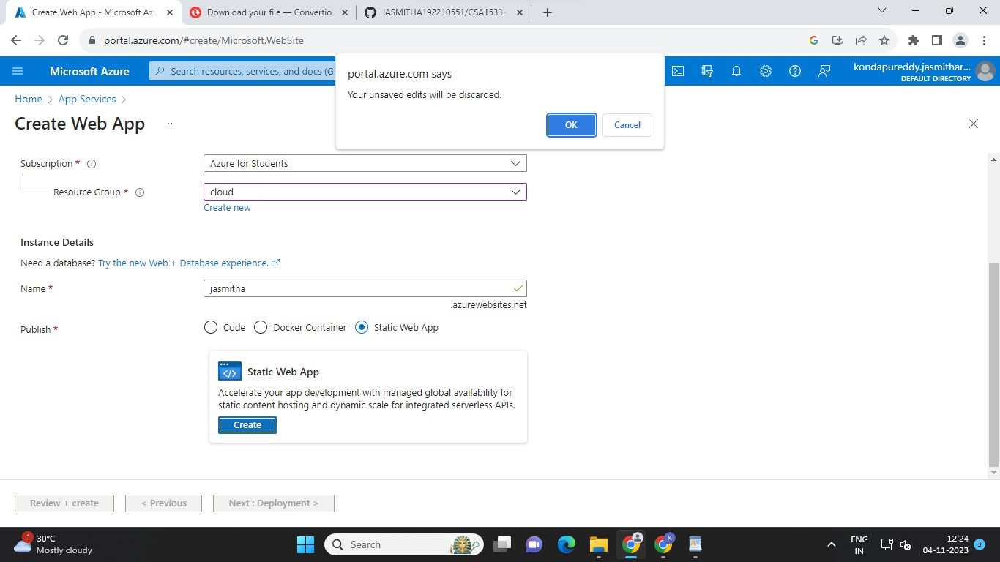 Create Web App - Microsoft Azu
Download your file — Convertio
JASMITHA192210551/CSA1533-
portal.azure.com/#create/Microsoft.WebSite
Microsoft Azure
Search resources, services, and docs (G
kondapureddy.jasmithar...
DEFAULT DIRECTORY
portal.azure.com says
Your unsaved edits will be discarded.
OK
Cancel
Home > App Services >
Create Web App ...
Subscription *
Azure for Students
Resource Group *
cloud
Create new
Instance Details
Need a database? Try the new Web + Database experience.
Name *
jasmitha
.azurewebsites.net
Publish *
Code
Docker Container
Static Web App
Static Web App
Accelerate your app development with managed global availability for
static content hosting and dynamic scale for integrated serverless APIs.
Create
Review + create
< Previous
Next : Deployment >
1
30°C
Mostly cloudy
Search
K
ENG
IN
12:24
04-11-2023
3